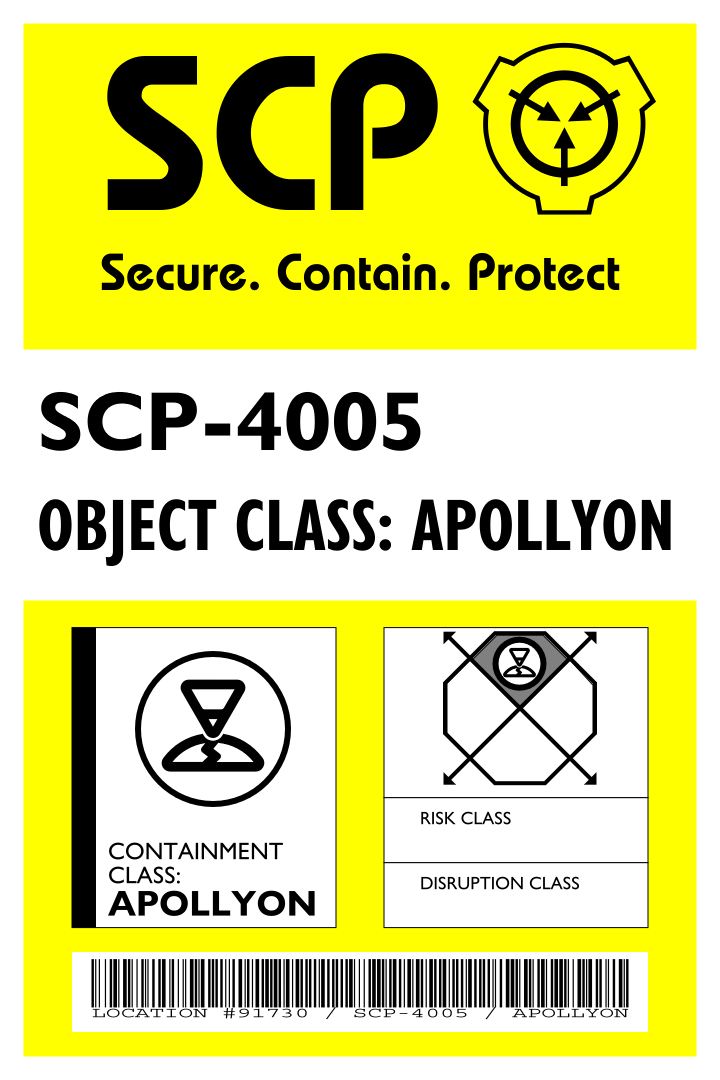 SCP
Secure. Contain. Protect
SCP-4005
OBJECT CLASS: APOLLYON
CONTAINMENT
CLASS:
APOLLYON
RISK CLASS
DISRUPTION CLASS
LOCATION #91730 / SCP-4005 / APOLLYON